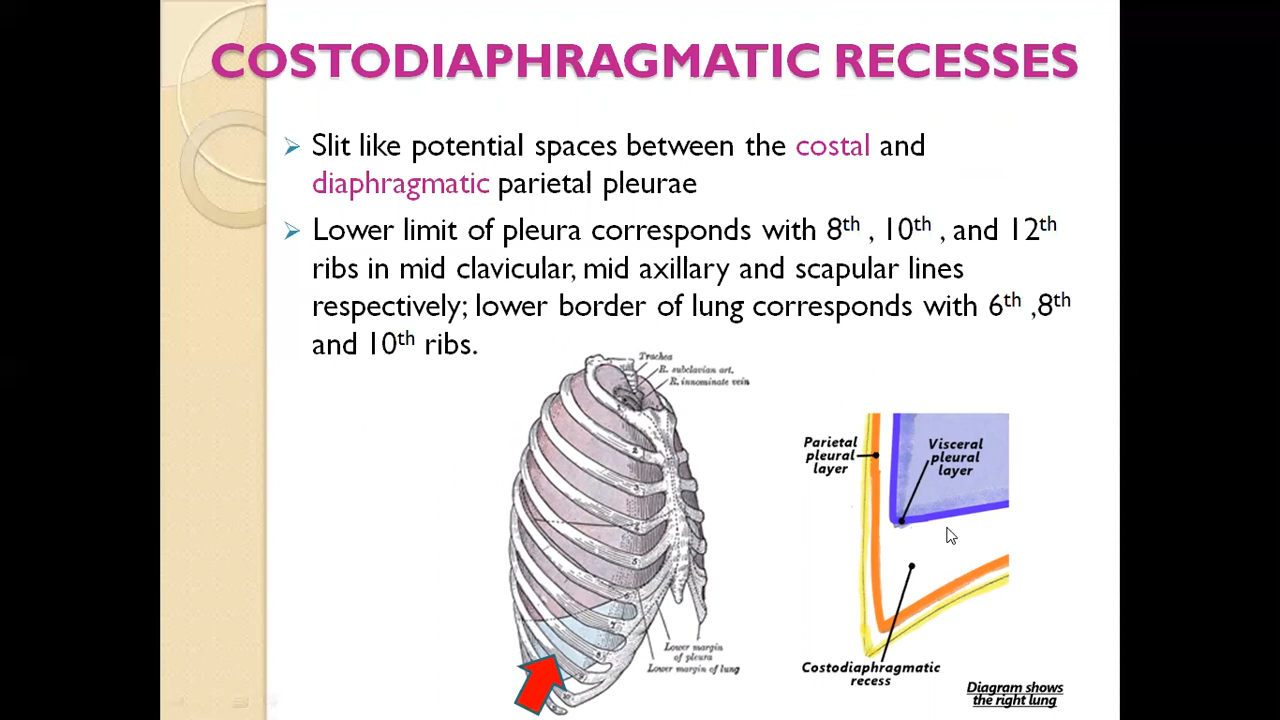 COSTODIAPHRAGMATIC RECESSES
Slit like potential spaces between the costal and
diaphragmatic parietal pleurae
Lower limit of pleura corresponds with 8th , 10th , and 12th
ribs in mid clavicular, mid axillary and scapular lines
respectively; lower border of lung corresponds with 6th ,8th
and 10th ribs.
Trachea
R. subclavian art.
R. innominate vein
Lower margin
of pleura
Lower margin of lung
Parietal
pleural
layer
Visceral
pleural
layer
Costodiaphragmatic
recess
Diagram shows
the right lung